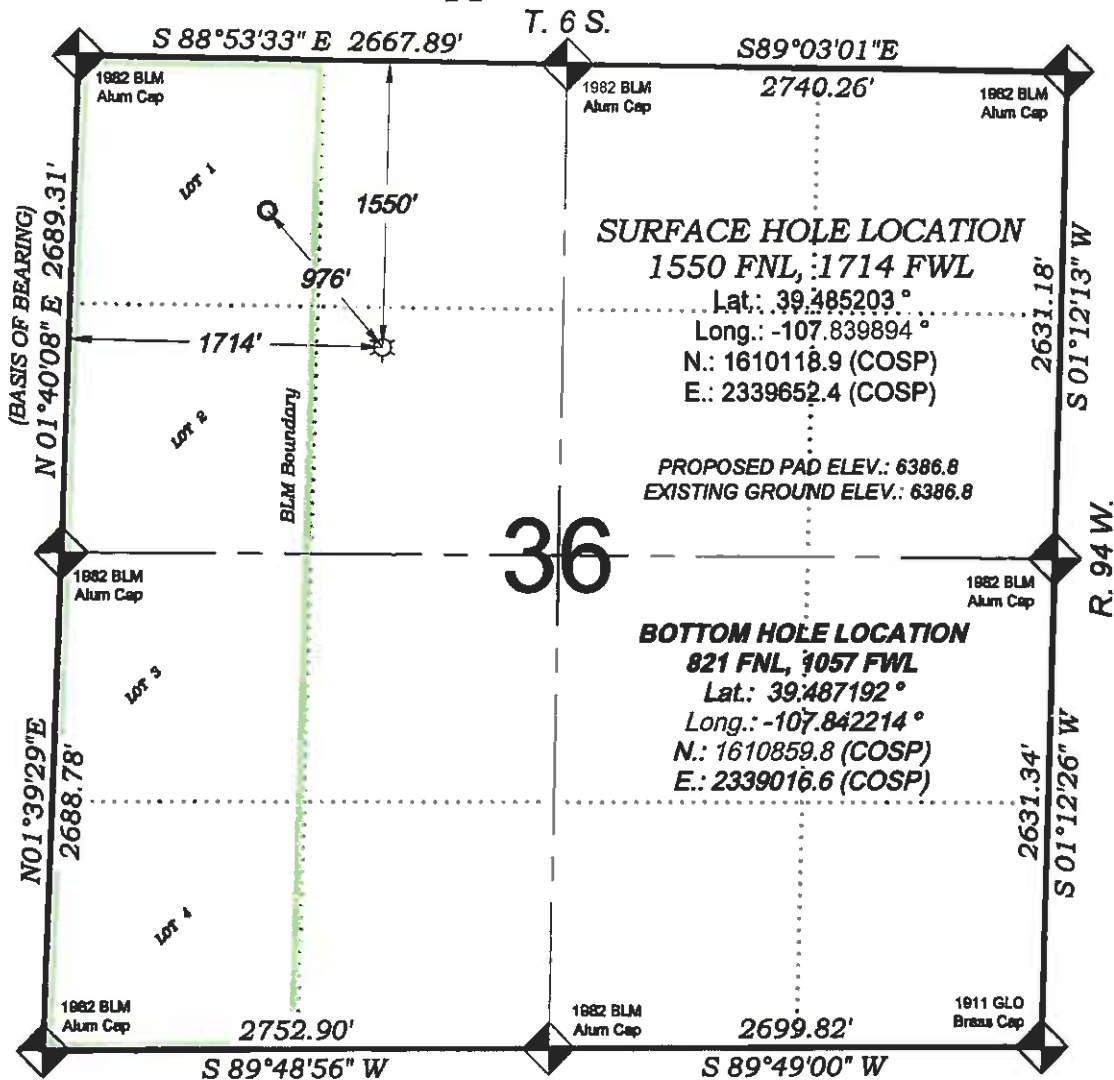 T. 6 S.
S 88°53'33" E 2667.89'
S89°03'01"E
2740.26'
1982 BLM
Alum Cap
1982 BLM
Alum Cap
1982 BLM
Alum Cap
LOT 1
1550'
976'
1714'
(BASIS OF BEARING)
N 01°40'08" E 2689.31'
SURFACE HOLE LOCATION
1550 FNL, 1714 FWL
Lat.: 39.485203 °
Long.: -107.839894 °
N.: 1610118.9 (COSP)
E.: 2339652.4 (COSP)
2631.18'
S 01°12'13" W
LOT 2
BLM Boundary
PROPOSED PAD ELEV.: 6386.8
EXISTING GROUND ELEV.: 6386.8
36
R. 94 W.
1982 BLM
Alum Cap
1982 BLM
Alum Cap
BOTTOM HOLE LOCATION
821 FNL, 1057 FWL
Lat.: 39.487192 °
Long.: -107.842214 °
N.: 1610859.8 (COSP)
E.: 2339016.6 (COSP)
LOT 3
N01°39'29"E
2688.78'
2631.34'
S 01°12'26" W
LOT 4
1982 BLM
Alum Cap
1982 BLM
Alum Cap
1911 GLO
Brass Cap
2752.90'
2699.82'
S 89°48'56" W
S 89°49'00" W